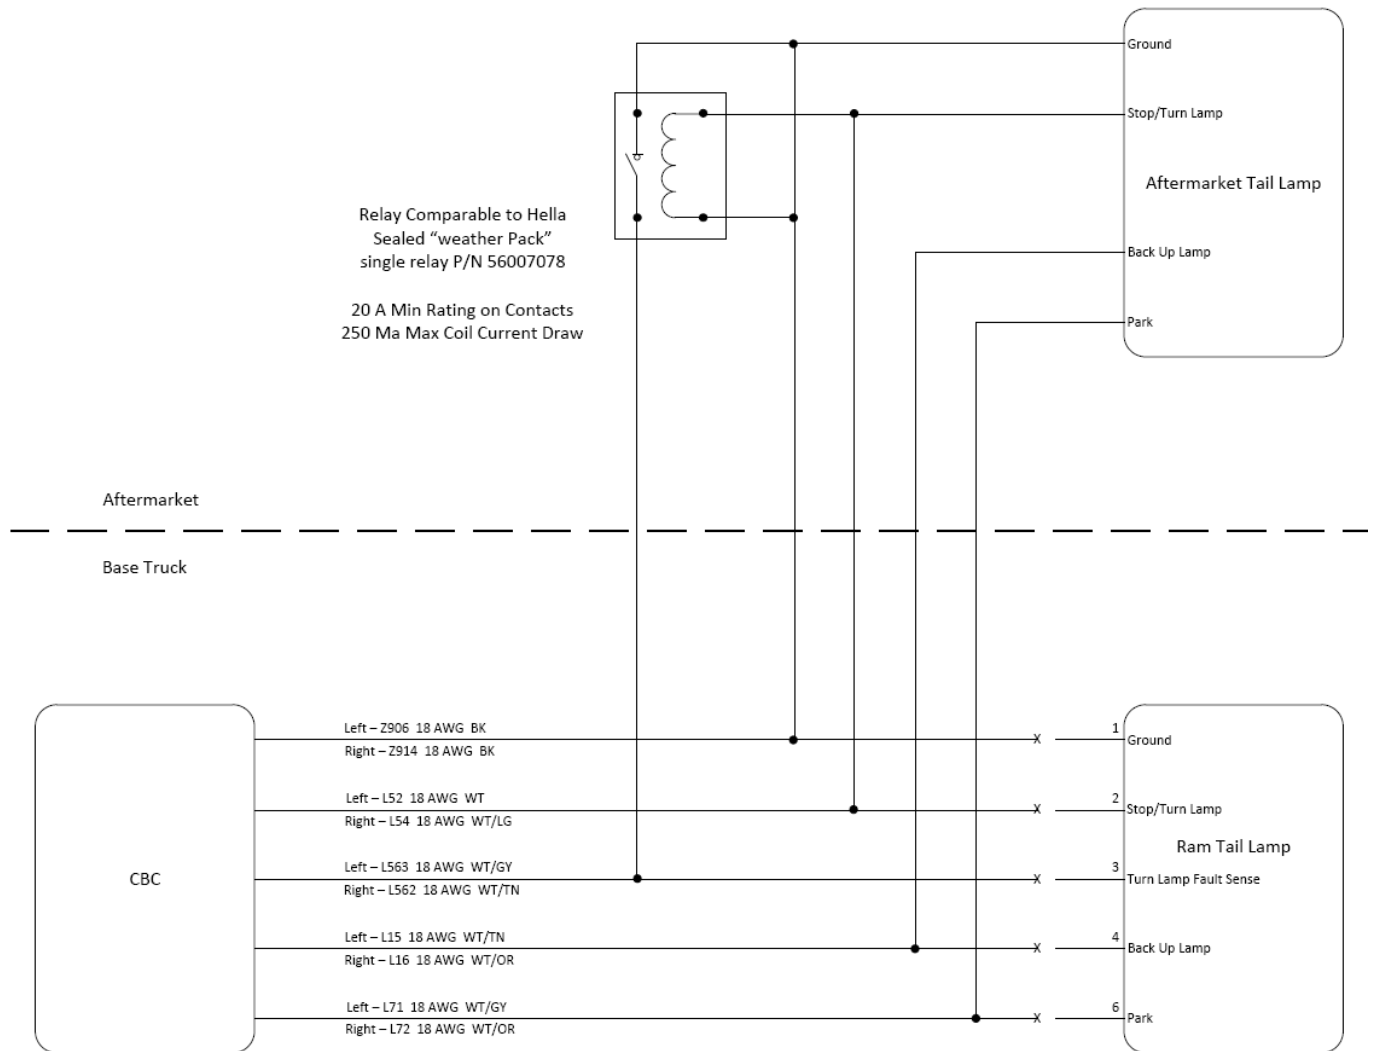 Ground
Stop/Turn Lamp
Aftermarket Tail Lamp
Back Up Lamp
Park
Relay Comparable to Hella
Sealed “weather Pack”
single relay P/N 56007078
20 A Min Rating on Contacts
250 Ma Max Coil Current Draw
Aftermarket
Base Truck
CBC
Left – Z906 18 AWG BK
Right – Z914 18 AWG BK
X
1
Ground
Left – L52 18 AWG WT
Right – L54 18 AWG WT/LG
X
2
Stop/Turn Lamp
Ram Tail Lamp
Left – L563 18 AWG WT/GY
Right – L562 18 AWG WT/TN
X
3
Turn Lamp Fault Sense
Left – L15 18 AWG WT/TN
Right – L16 18 AWG WT/OR
X
4
Back Up Lamp
Left – L71 18 AWG WT/GY
Right – L72 18 AWG WT/OR
X
6
Park